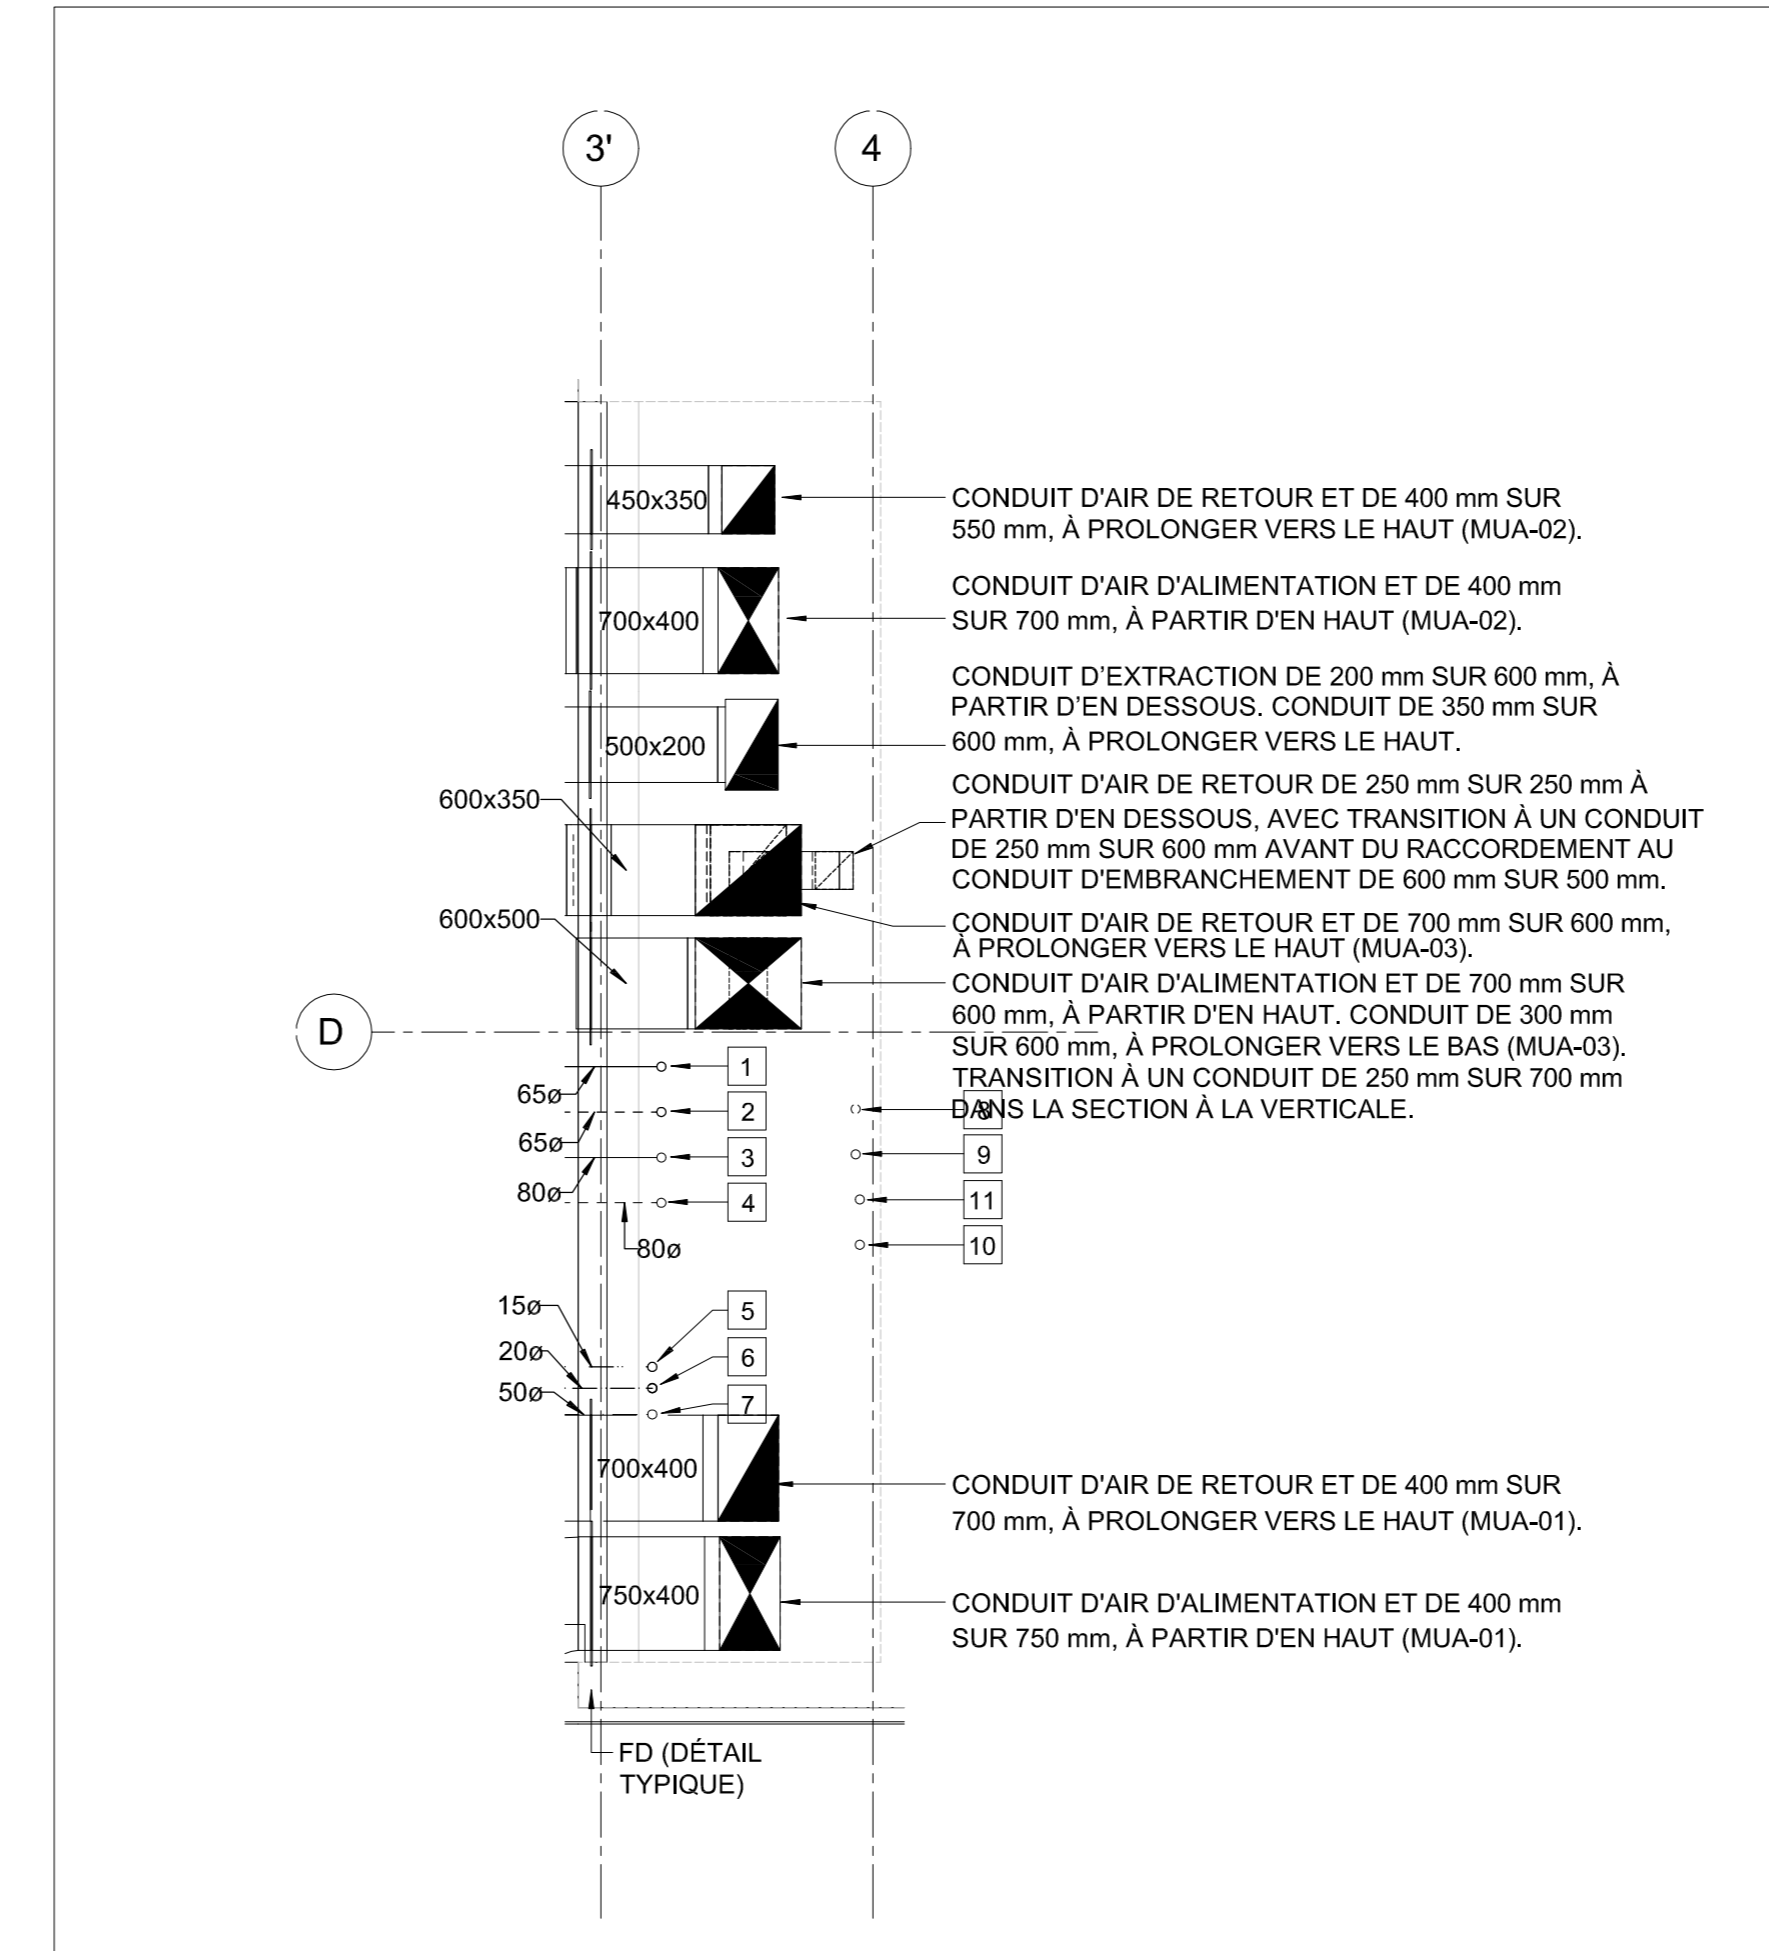 3'
4
450x350
CONDUIT D'AIR DE RETOUR ET DE 400 mm SUR
550 mm, À PROLONGER VERS LE HAUT (MUA-02).
700x400
CONDUIT D'AIR D'ALIMENTATION ET DE 400 mm
SUR 700 mm, À PARTIR D'EN HAUT (MUA-02).
500x200
CONDUIT D’EXTRACTION DE 200 mm SUR 600 mm, À
PARTIR D’EN DESSOUS. CONDUIT DE 350 mm SUR
600 mm, À PROLONGER VERS LE HAUT.
600x350
CONDUIT D'AIR DE RETOUR DE 250 mm SUR 250 mm À
PARTIR D'EN DESSOUS, AVEC TRANSITION À UN CONDUIT
DE 250 mm SUR 600 mm AVANT DU RACCORDEMENT AU
CONDUIT D'EMBRANCHEMENT DE 600 mm SUR 500 mm.
600x500
CONDUIT D'AIR DE RETOUR ET DE 700 mm SUR 600 mm,
À PROLONGER VERS LE HAUT (MUA-03).
CONDUIT D'AIR D'ALIMENTATION ET DE 700 mm SUR
600 mm, À PARTIR D'EN HAUT. CONDUIT DE 300 mm
SUR 600 mm, À PROLONGER VERS LE BAS (MUA-03).
TRANSITION À UN CONDUIT DE 250 mm SUR 700 mm
DANS LA SECTION À LA VERTICALE.
D
1
65ø
2
8
65ø
3
9
80ø
4
11
80ø
10
15ø
5
20ø
6
50ø
7
700x400
CONDUIT D'AIR DE RETOUR ET DE 400 mm SUR
700 mm, À PROLONGER VERS LE HAUT (MUA-01).
750x400
CONDUIT D'AIR D'ALIMENTATION ET DE 400 mm
SUR 750 mm, À PARTIR D'EN HAUT (MUA-01).
FD (DÉTAIL
TYPIQUE)